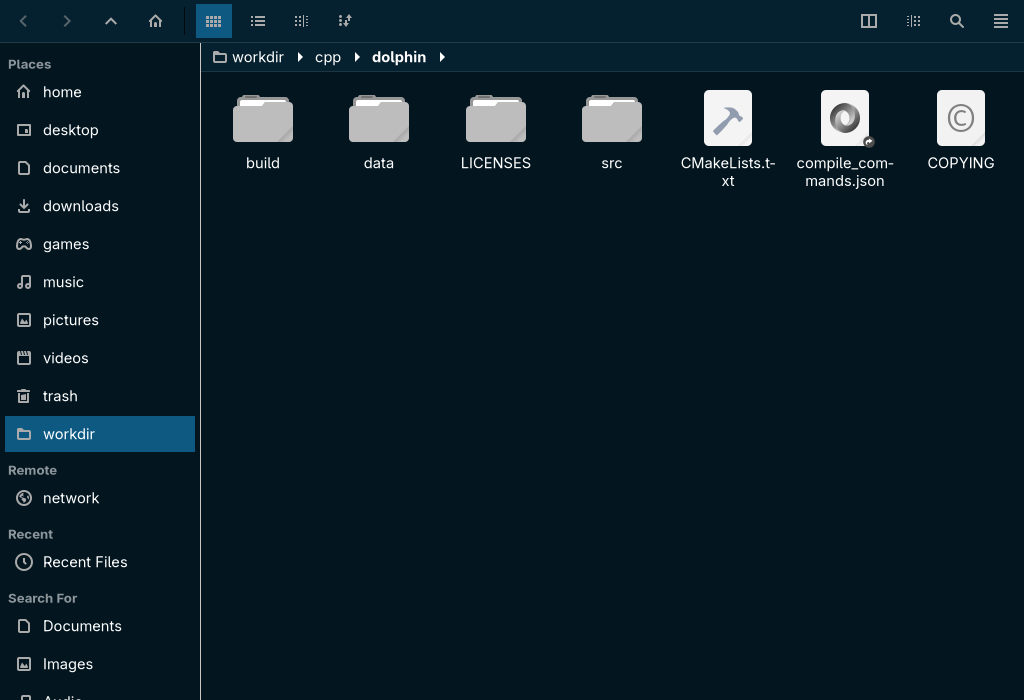 workdir cpp dolphin
Places
home
desktop
documents
downloads
games
music
pictures
videos
trash
workdir
Remote
network
Recent
Recent Files
Search For
Documents
Images
Audio
build data LICENSES src CMakeLists.t- compile_com- COPYING
xt mands.json
©